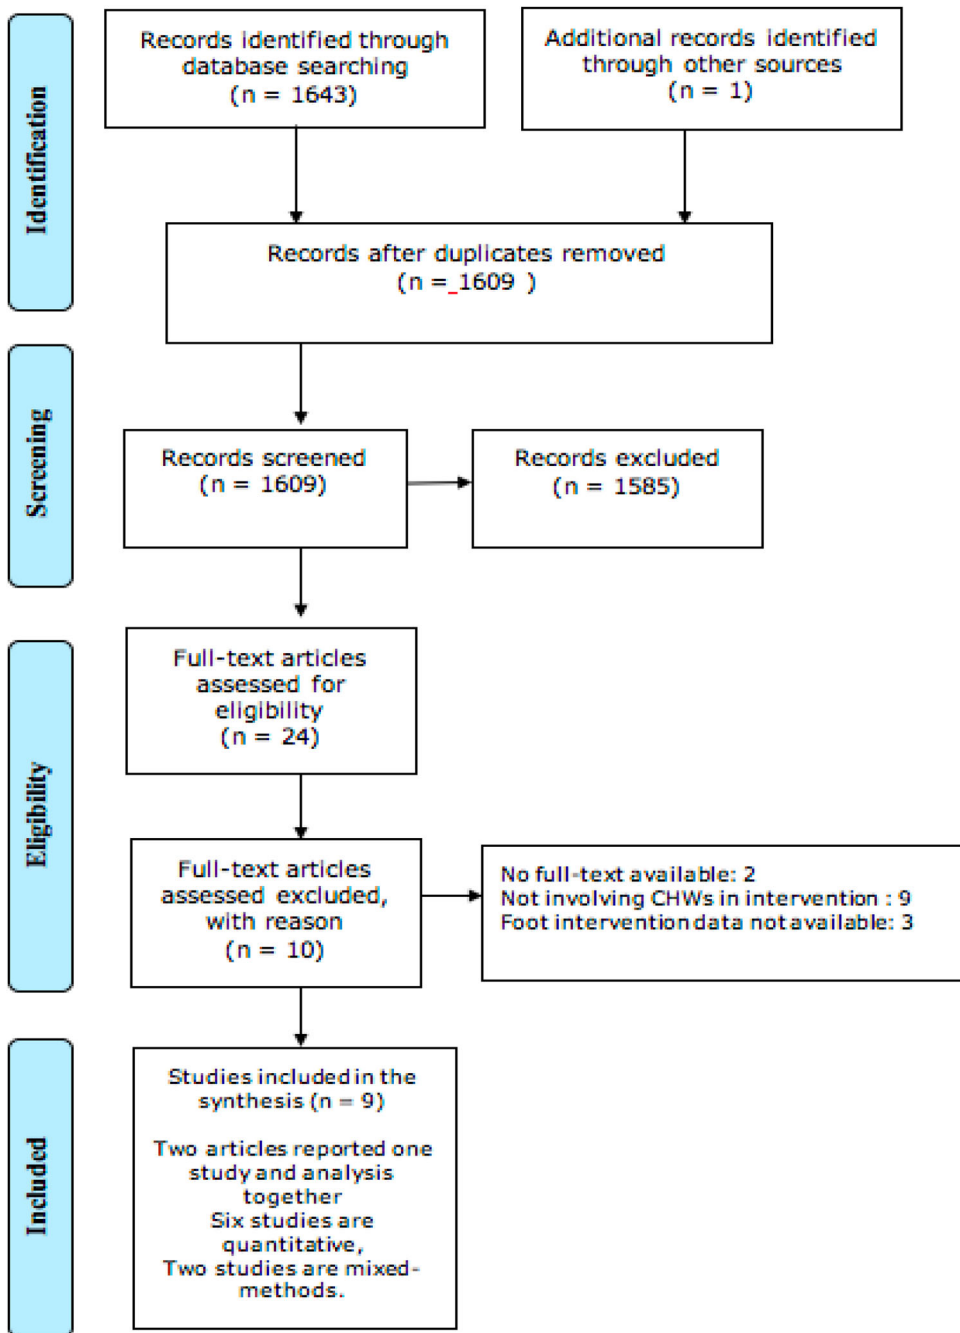 Identification
Records identified through
database searching
(n = 1643)
Additional records identified
through other sources
(n = 1)
Records after duplicates removed
(n =_1609 )
Screening
Records screened
(n = 1609)
Records excluded
(n = 1585)
Eligibility
Full-text articles
assessed for
eligibility
(n = 24)
Full-text articles
assessed excluded,
with reason
(n = 10)
No full-text available: 2
Not involving CHWs in intervention : 9
Foot intervention data not available: 3
Included
Studies included in the
synthesis (n = 9)
Two articles reported one
study and analysis
together
Six studies are
quantitative,
Two studies are mixed-
methods.